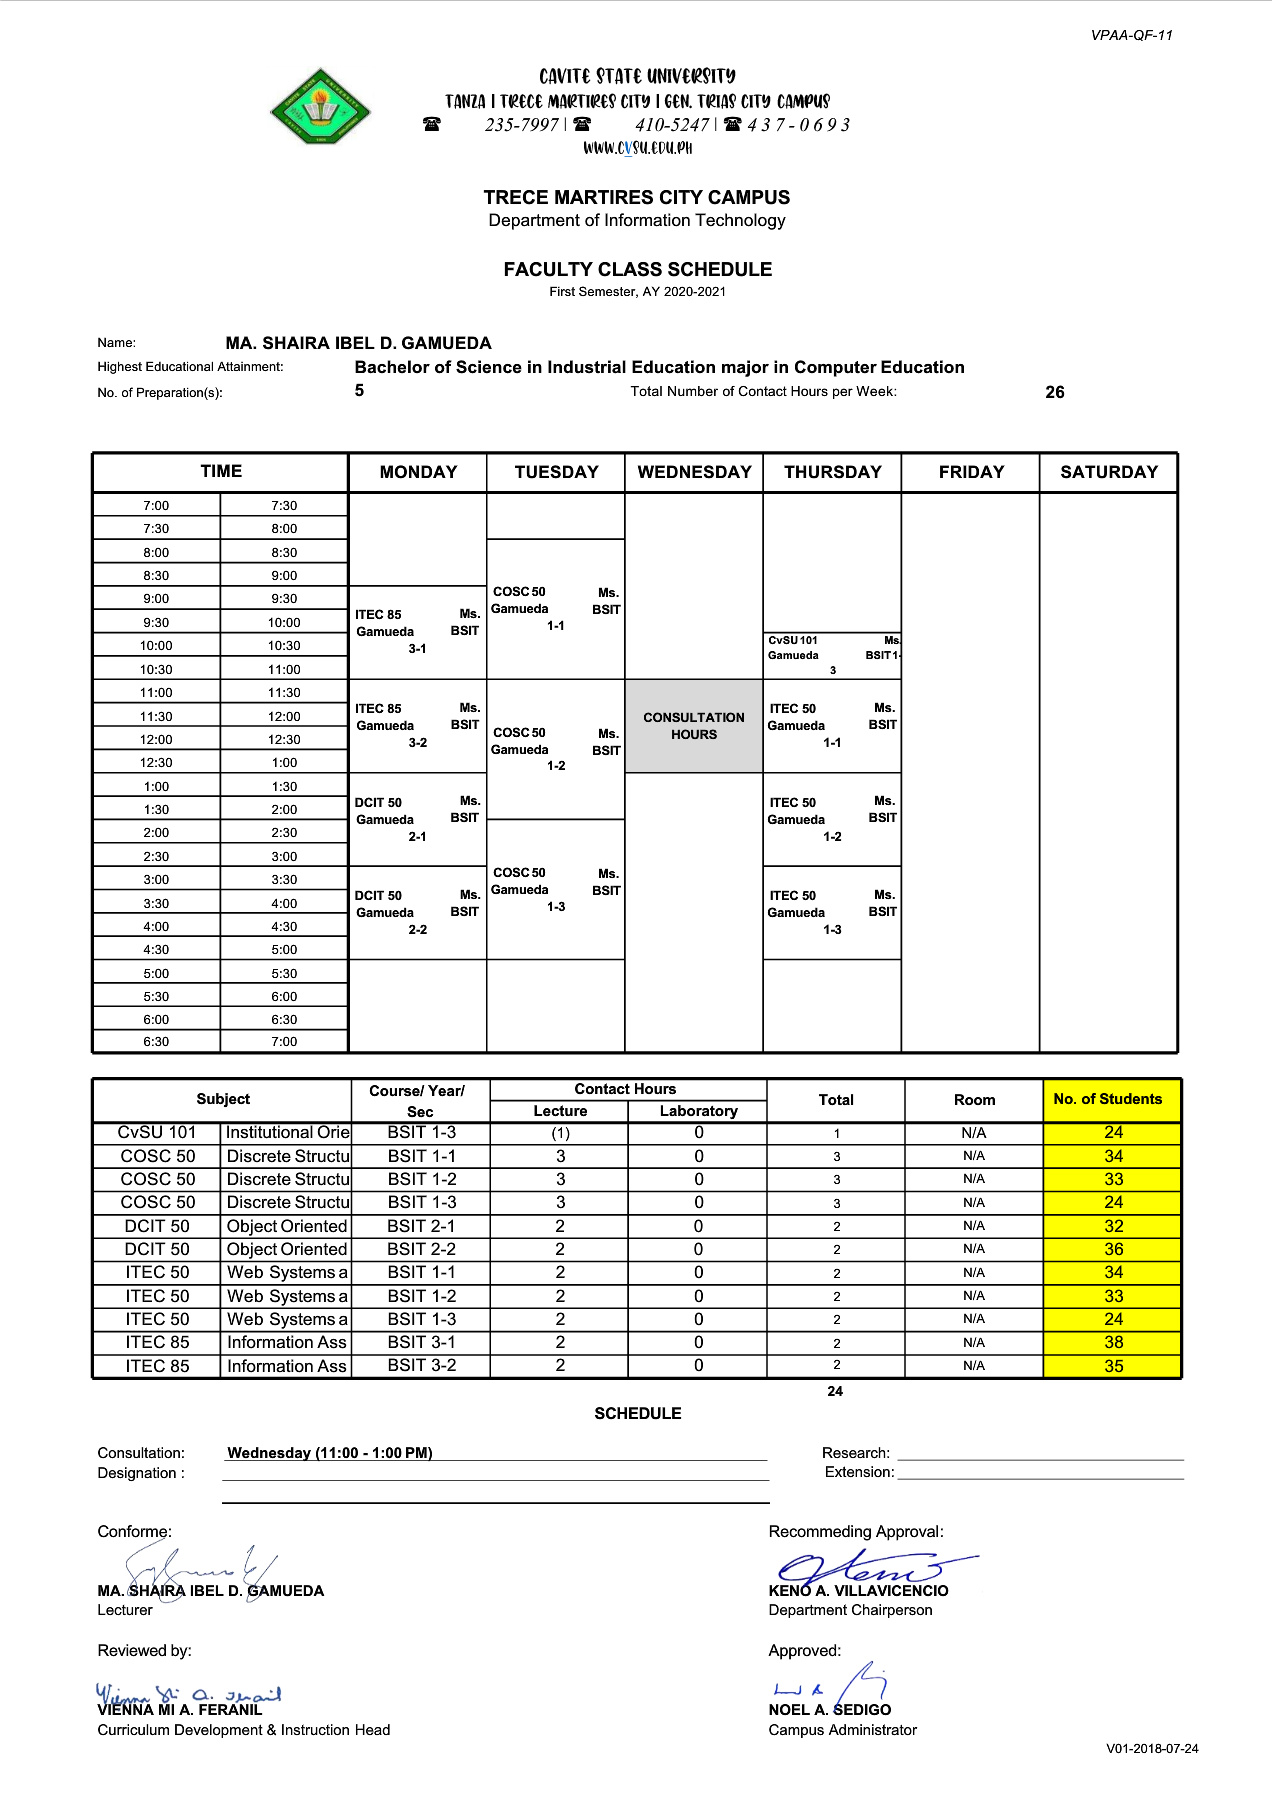 VPAA-QF-11
CAVITE STATE UNIVERSITY
TANZA | TRECE MARTIRES CITY | GEN. TRIAS CITY CAMPUS
☎ 235-7997 | ☎ 410-5247 | ☎ 437-0693
WWW.CVSU.EDU.PH
TRECE MARTIRES CITY CAMPUS
Department of Information Technology
FACULTY CLASS SCHEDULE
First Semester, AY 2020-2021
Name: MA. SHAIRA IBEL D. GAMUEDA
Highest Educational Attainment: Bachelor of Science in Industrial Education major in Computer Education
No. of Preparation(s): 5 Total Number of Contact Hours per Week: 26
TIME MONDAY TUESDAY WEDNESDAY THURSDAY FRIDAY SATURDAY
7:00 7:30
7:30 8:00
8:00 8:30
8:30 9:00
9:00 9:30
9:30 10:00
10:00 10:30
10:30 11:00
11:00 11:30
11:30 12:00
12:00 12:30
12:30 1:00
1:00 1:30
1:30 2:00
2:00 2:30
2:30 3:00
3:00 3:30
3:30 4:00
4:00 4:30
4:30 5:00
5:00 5:30
5:30 6:00
6:00 6:30
6:30 7:00
ITEC 85 Ms.
Gamueda BSIT
3-1
ITEC 85 Ms.
Gamueda BSIT
3-2
DCIT 50 Ms.
Gamueda BSIT
2-1
DCIT 50 Ms.
Gamueda BSIT
2-2
COSC 50 Ms.
Gamueda BSIT
1-1
COSC 50 Ms.
Gamueda BSIT
1-2
COSC 50 Ms.
Gamueda BSIT
1-3
CONSULTATION
HOURS
CvSU 101 Ms.
Gamueda BSIT 1-
3
ITEC 50 Ms.
Gamueda BSIT
1-1
ITEC 50 Ms.
Gamueda BSIT
1-2
ITEC 50 Ms.
Gamueda BSIT
1-3
Subject Course/ Year/ Sec Contact Hours Total Room No. of Students
Lecture Laboratory
CvSU 101 Institutional Orie BSIT 1-3 (1) 0 1 N/A 24
COSC 50 Discrete Structu BSIT 1-1 3 0 3 N/A 34
COSC 50 Discrete Structu BSIT 1-2 3 0 3 N/A 33
COSC 50 Discrete Structu BSIT 1-3 3 0 3 N/A 24
DCIT 50 Object Oriented BSIT 2-1 2 0 2 N/A 32
DCIT 50 Object Oriented BSIT 2-2 2 0 2 N/A 36
ITEC 50 Web Systems a BSIT 1-1 2 0 2 N/A 34
ITEC 50 Web Systems a BSIT 1-2 2 0 2 N/A 33
ITEC 50 Web Systems a BSIT 1-3 2 0 2 N/A 24
ITEC 85 Information Ass BSIT 3-1 2 0 2 N/A 38
ITEC 85 Information Ass BSIT 3-2 2 0 2 N/A 35
24
SCHEDULE
Consultation: Wednesday (11:00 - 1:00 PM) Research:
Designation : Extension:
Conforme: Recommeding Approval:
MA. SHAIRA IBEL D. GAMUEDA KENO A. VILLAVICENCIO
Lecturer Department Chairperson
Reviewed by: Approved:
VIENNA MI A. FERANIL NOEL A. SEDIGO
Curriculum Development & Instruction Head Campus Administrator
V01-2018-07-24